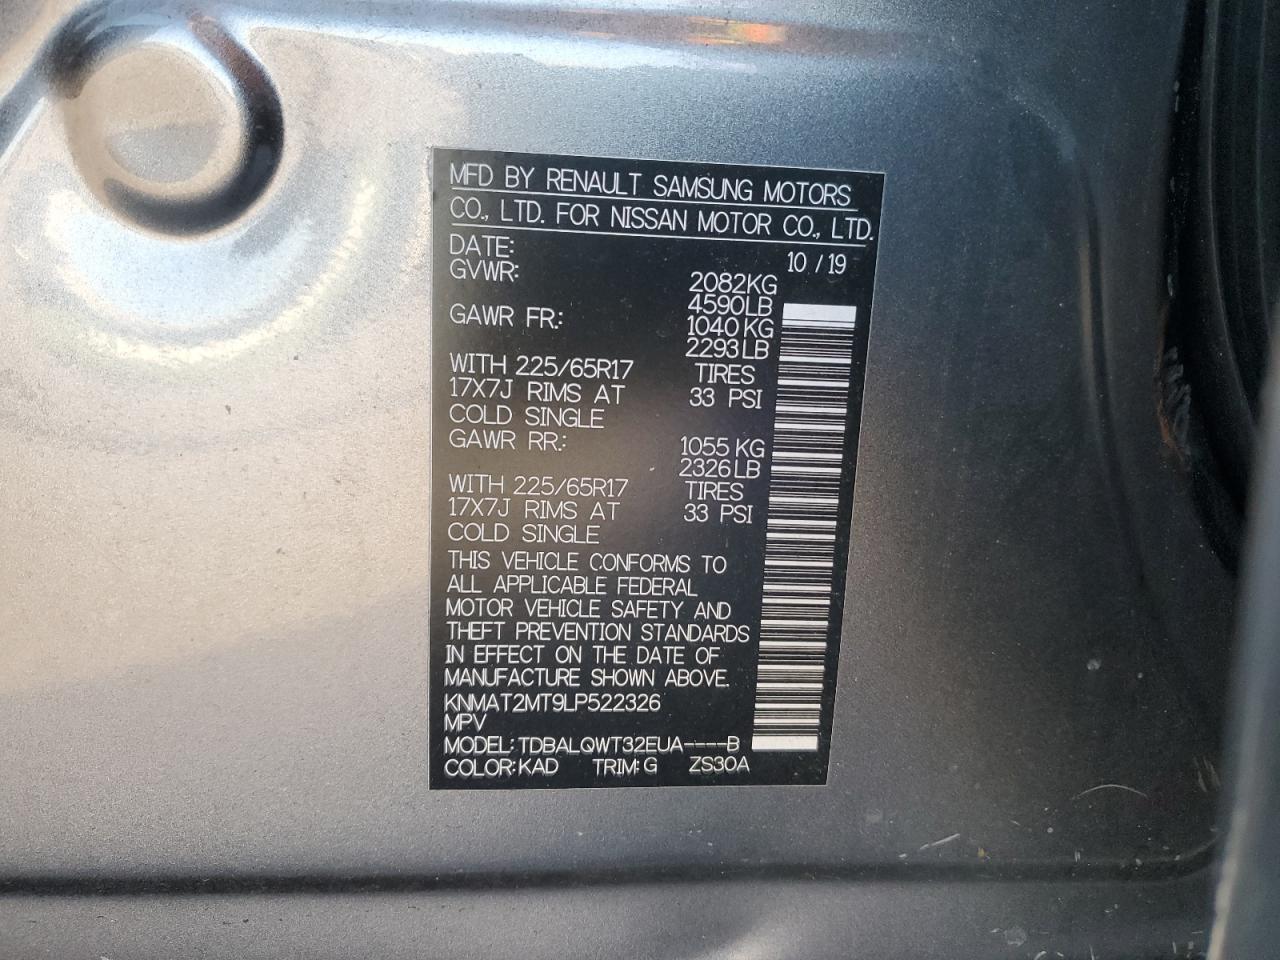 MFD BY RENAULT SAMSUNG MOTORS
CO., LTD. FOR NISSAN MOTOR CO., LTD.
DATE: 10 / 19
GVWR: 2082KG
4590LB
GAWR FR.: 1040 KG
2293 LB
WITH 225/65R17 TIRES
17X7J RIMS AT 33 PSI
COLD SINGLE
GAWR RR.: 1055 KG
2326 LB
WITH 225/65R17 TIRES
17X7J RIMS AT 33 PSI
COLD SINGLE
THIS VEHICLE CONFORMS TO
ALL APPLICABLE FEDERAL
MOTOR VEHICLE SAFETY AND
THEFT PREVENTION STANDARDS
IN EFFECT ON THE DATE OF
MANUFACTURE SHOWN ABOVE.
KNMAT2MT9LP522326
MPV
MODEL: TDBALQWT32EUA----B
COLOR: KAD TRIM: G ZS30A